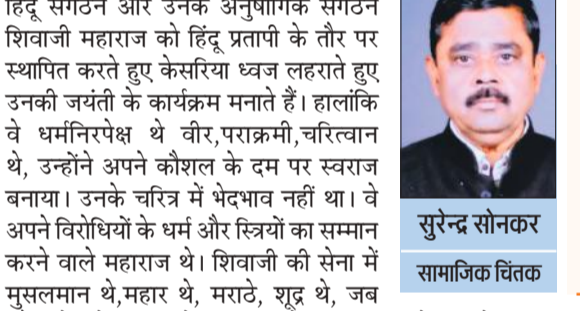 हिंदू संगठन और उनके अनुषांगिक संगठन
शिवाजी महाराज को हिंदू प्रतापी के तौर पर
स्थापित करते हुए केसरिया ध्वज लहराते हुए
उनकी जयंती के कार्यक्रम मनाते हैं। हालांकि
वे धर्मनिरपेक्ष थे वीर,पराक्रमी,चरित्वान
थे, उन्होंने अपने कौशल के दम पर स्वराज
बनाया। उनके चरित्र में भेदभाव नहीं था। वे
अपने विरोधियों के धर्म और स्त्रियों का सम्मान
करने वाले महाराज थे। शिवाजी की सेना में
मुसलमान थे,महार थे, मराठे, शूद्र थे, जब
सुरेन्द्र सोनकर
सामाजिक चिंतक